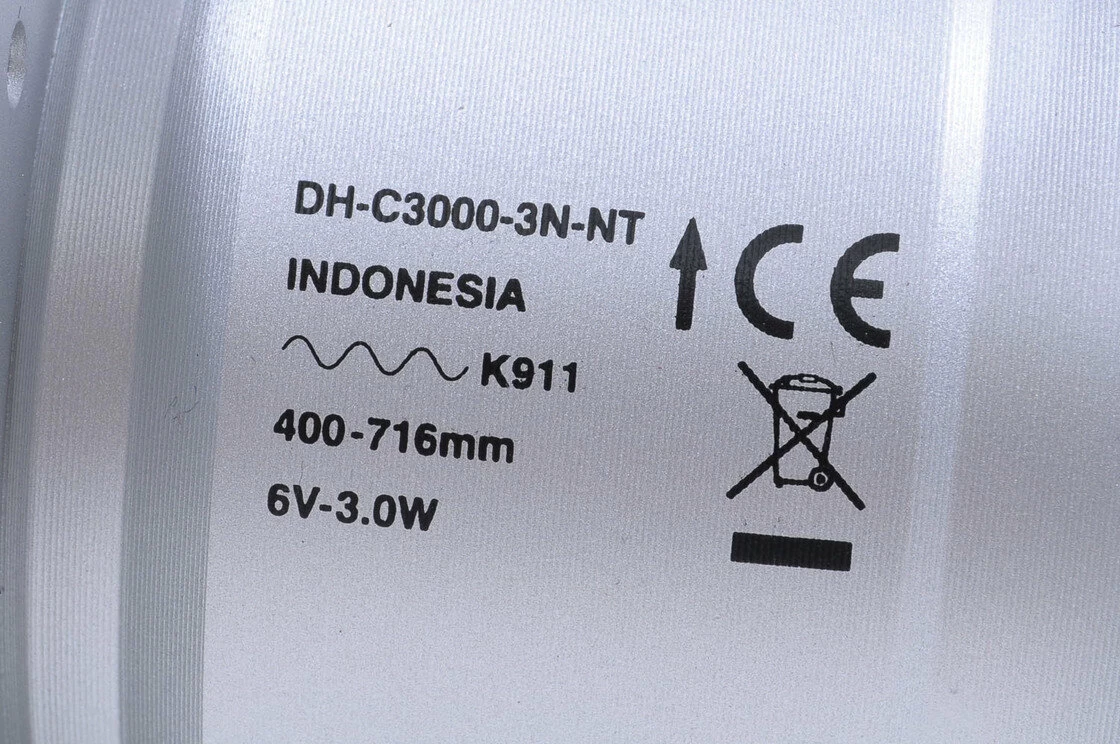 DH-C3000-3N-NT
INDONESIA
K911
400-716mm
6V-3.0W
CE